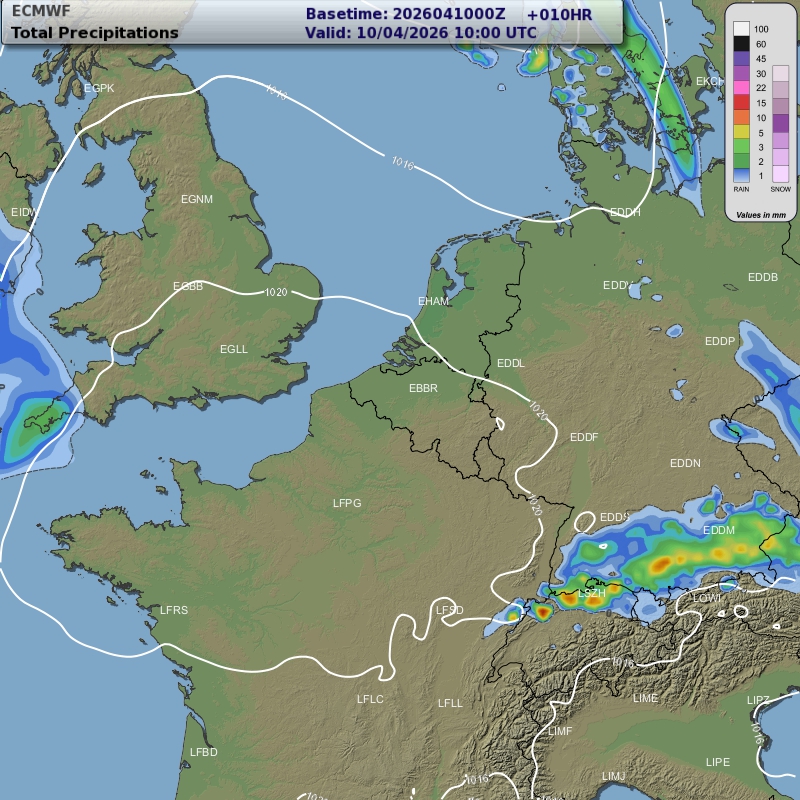 ECMWF
Basetime: 2026041000Z +010HR
Total Precipitations
Valid: 10/04/2026 10:00 UTC
100
60
45
30
22
15
10
5
3
2
1
RAIN SNOW
Values in mm
EGPK
EKCH
1016
1016
EGNM
EIDW
EDDH
EGBB
1020
EDDV
EDDB
EHAM
EGLL
EDDP
EDDL
EBBR
1020
EDDF
EDDN
LFPG
1020
EDDS
EDDM
LSZH
LOWI
LFRS
LFSD
1016
LFLC
LFLL
LIME
LIPZ
LIMF
1016
LFBD
LIPE
1016
LIMJ